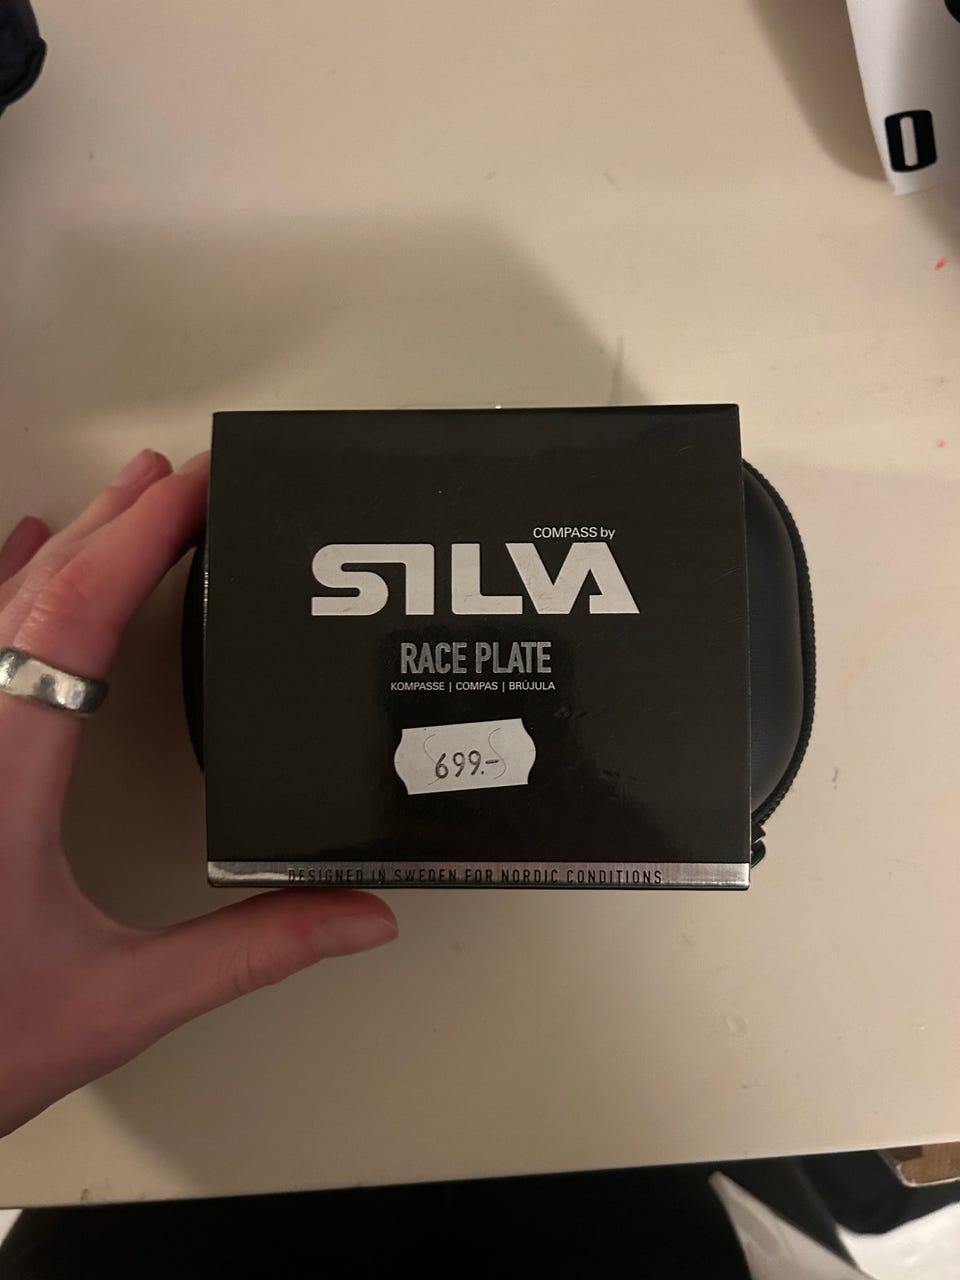 COMPASS by
SILVA
RACE PLATE
KOMPASSE | COMPAS | BRÚJULA
699.-
DESIGNED IN SWEDEN FOR NORDIC CONDITIONS